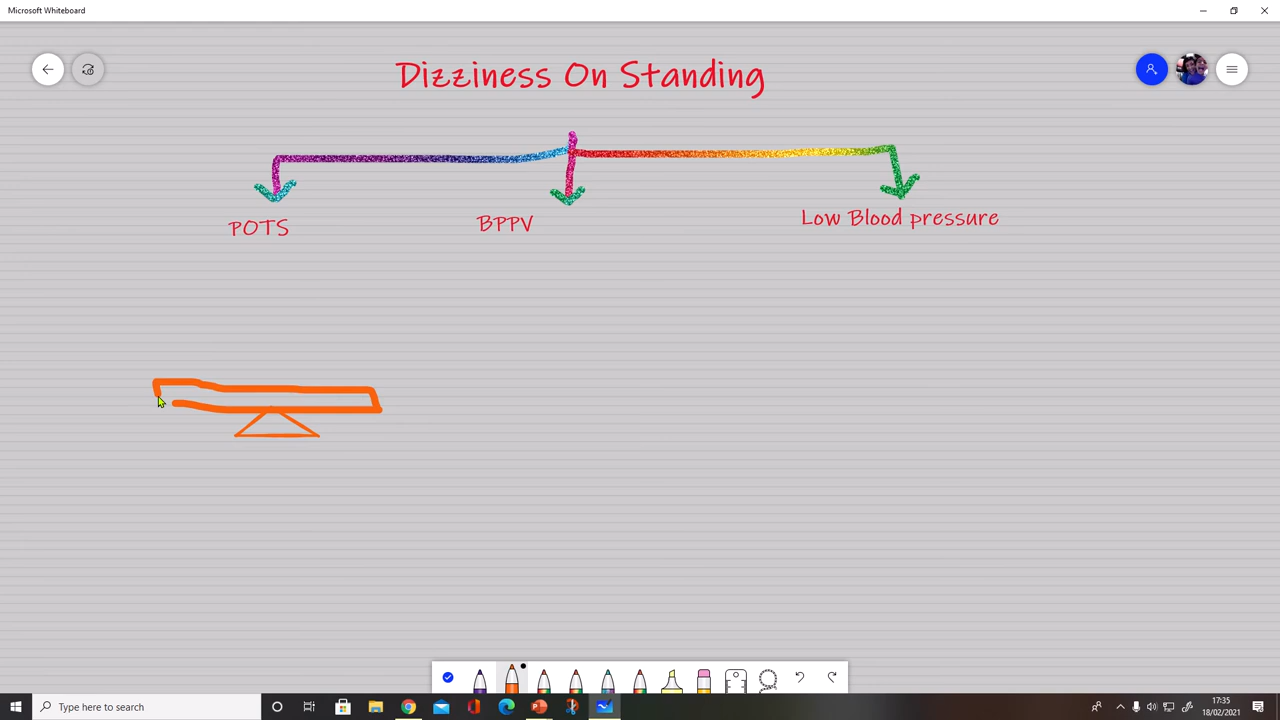 Microsoft Whiteboard
Dizziness On Standing
POTS
BPPV
Low Blood pressure
Type here to search
17:35
18/02/2021